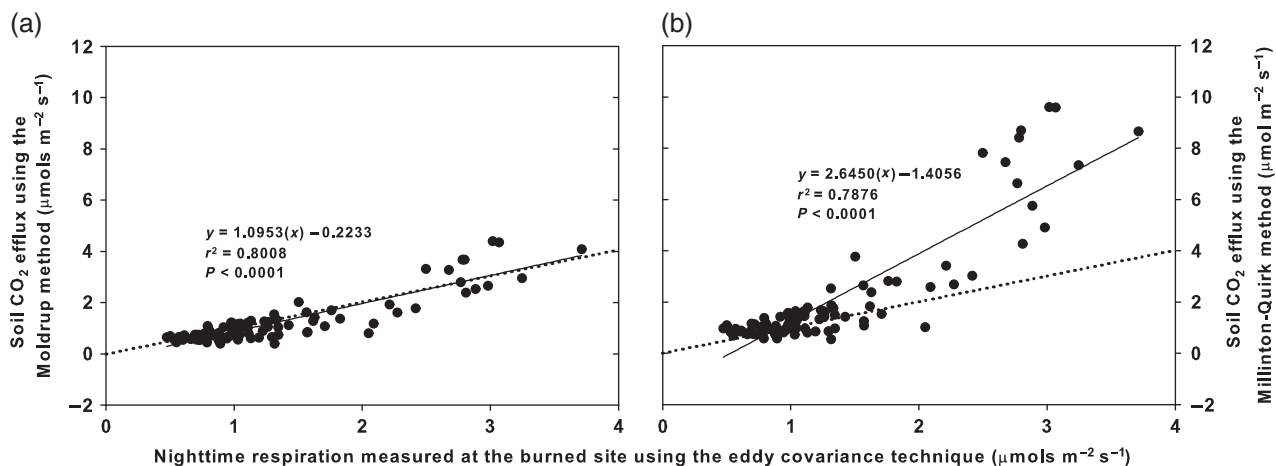 (a)
12
10
8
6
4
2
0
−2
Soil CO2 efflux using the
Moldrup method (μmols m−2 s−1)
y = 1.0953(x) −0.2233
r2 = 0.8008
P < 0.0001
0 1 2 3 4
(b)
y = 2.6450(x)−1.4056
r2 = 0.7876
P < 0.0001
12
10
8
6
4
2
0
−2
Soil CO2 efflux using the
Millinton-Quirk method (μmol m−2 s−1)
0 1 2 3 4
Nighttime respiration measured at the burned site using the eddy covariance technique (μmols m−2 s−1)